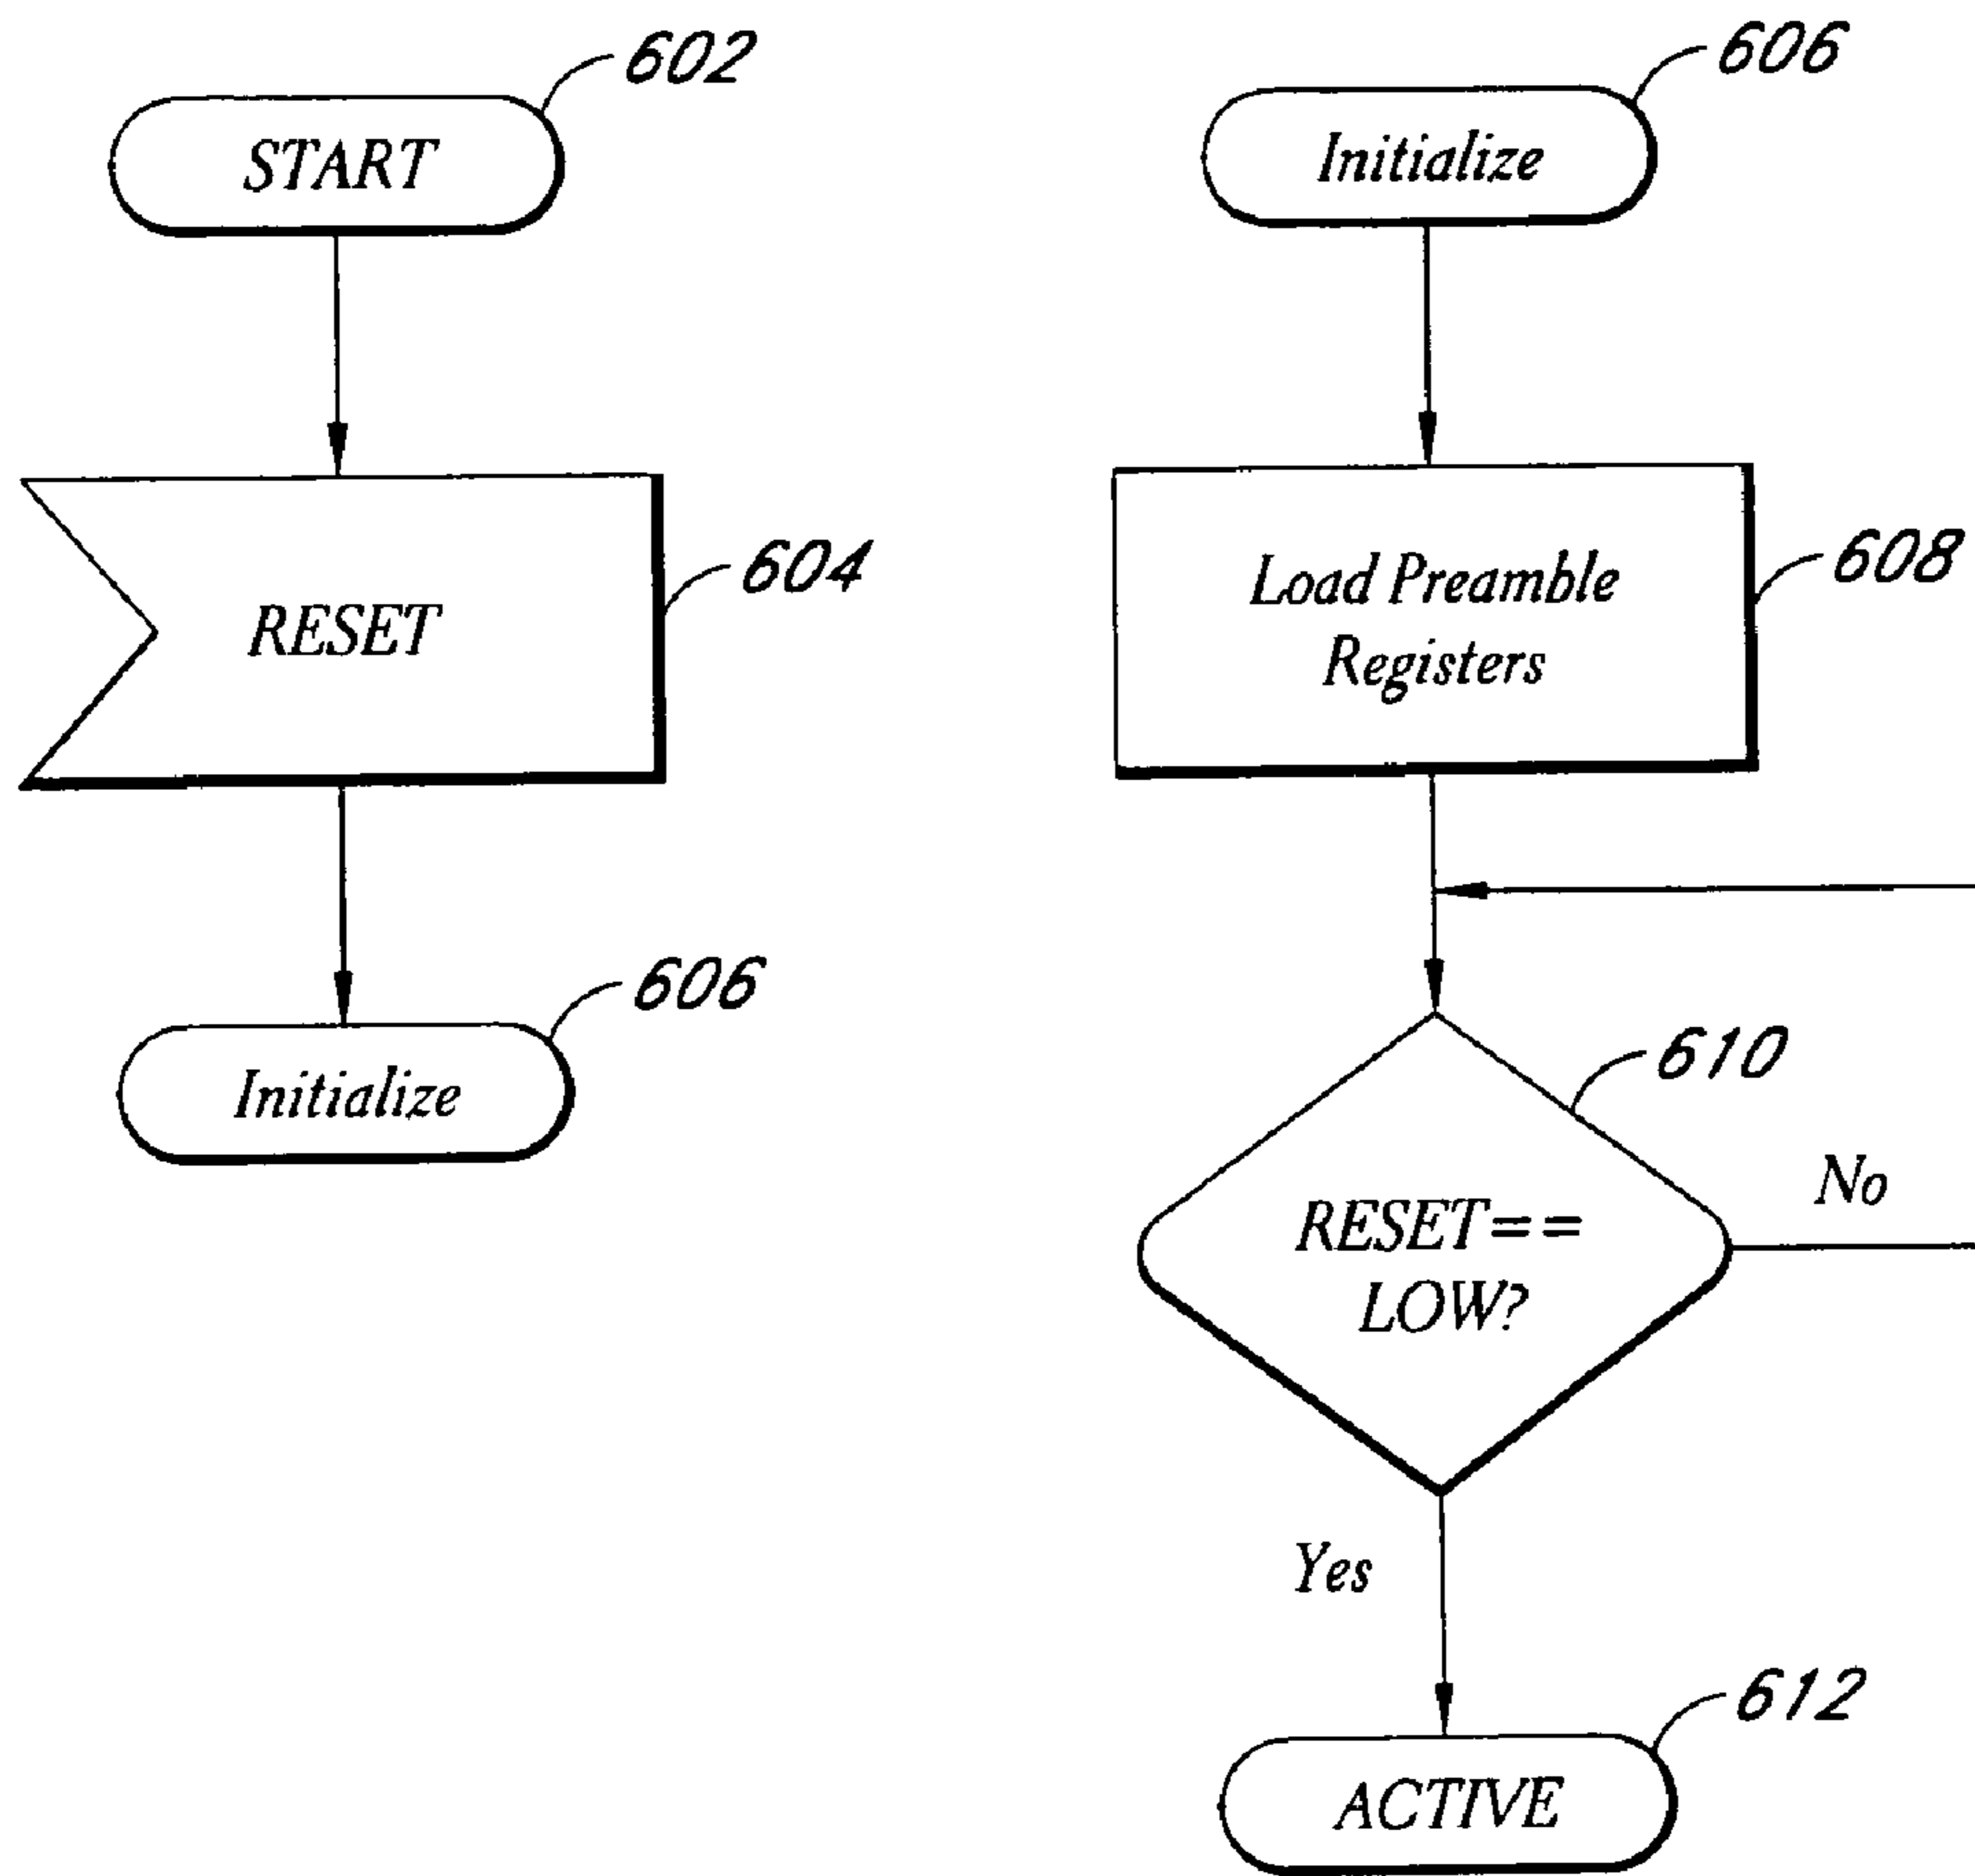 602
START
604
RESET
606
Initialize
606
Initialize
608
Load Preamble
Registers
610
RESET==
LOW?
No
Yes
612
ACTIVE